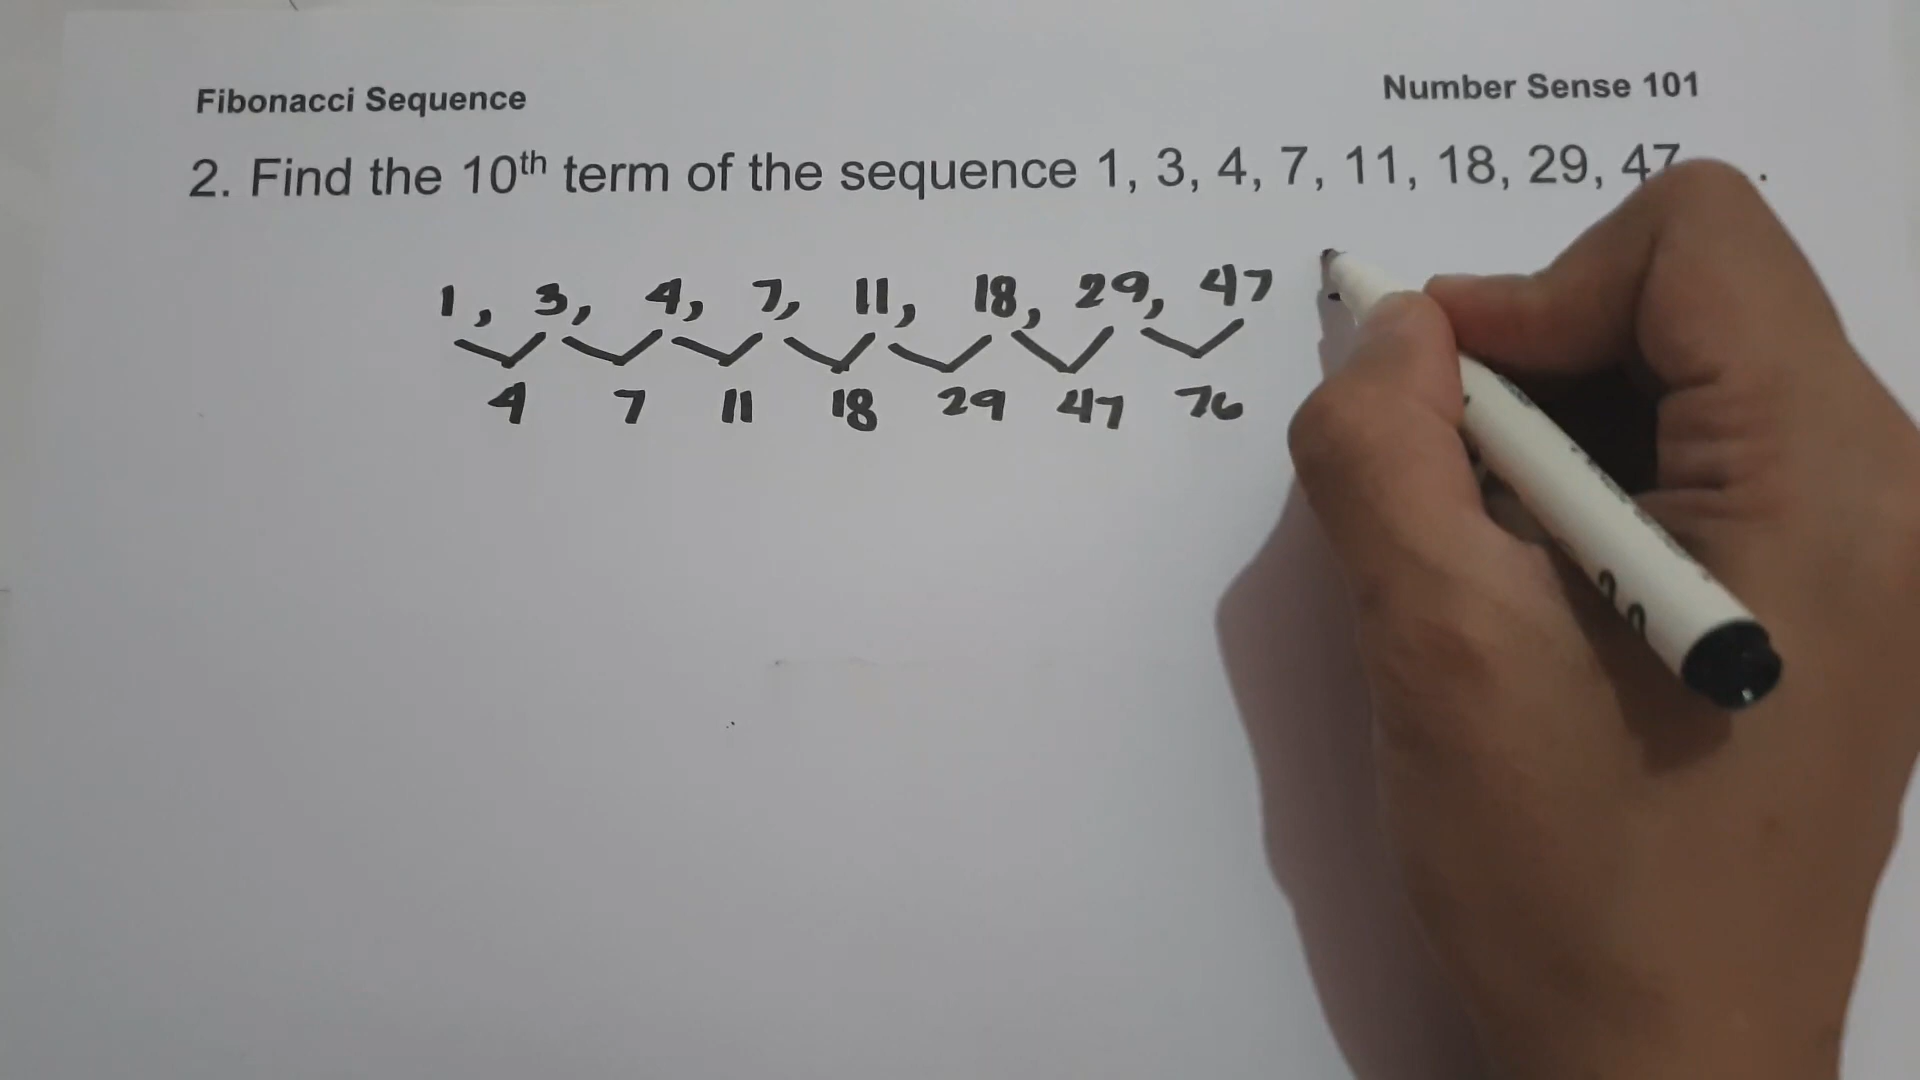 Fibonacci Sequence
Number Sense 101
2. Find the 10th term of the sequence 1, 3, 4, 7, 11, 18, 29, 47 .
1, 3, 4, 7, 11, 18, 29, 47
4 7 11 18 29 47 76